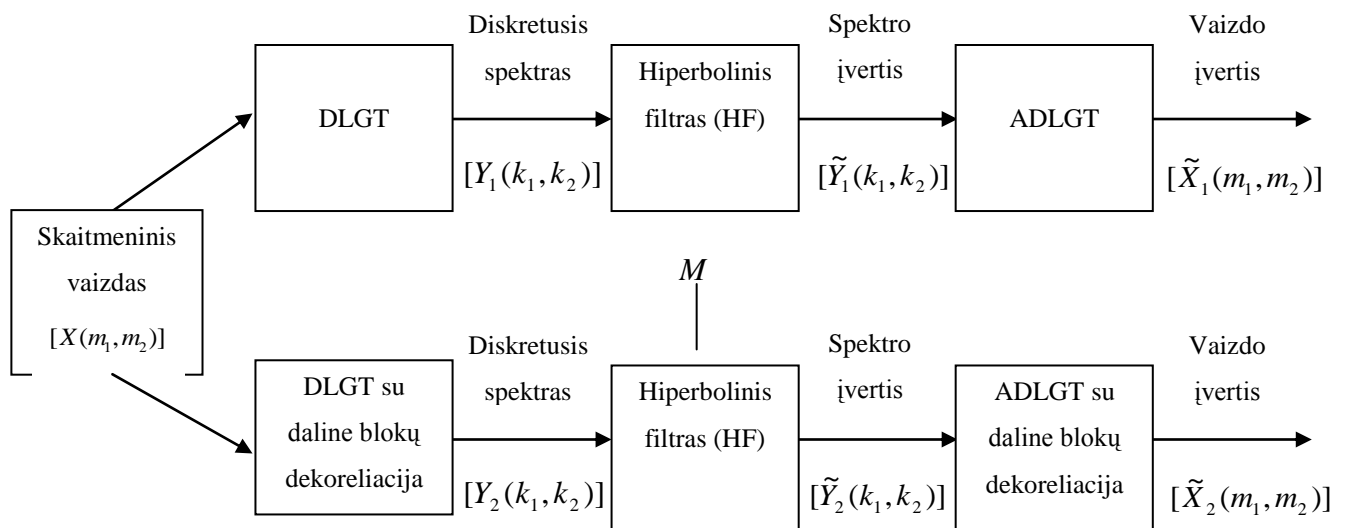 Skaitmeninis
vaizdas
[X(m₁,m₂)]
DLGT
Diskretusis
spektras
[Y₁(k₁,k₂)]
Hiperbolinis
filtras (HF)
Spektro
įvertis
[Ỹ₁(k₁,k₂)]
ADLGT
Vaizdo
įvertis
[X̃₁(m₁,m₂)]
M
DLGT su
daline blokų
dekoreliacija
Diskretusis
spektras
[Y₂(k₁,k₂)]
Hiperbolinis
filtras (HF)
Spektro
įvertis
[Ỹ₂(k₁,k₂)]
ADLGT su
daline blokų
dekoreliacija
Vaizdo
įvertis
[X̃₂(m₁,m₂)]